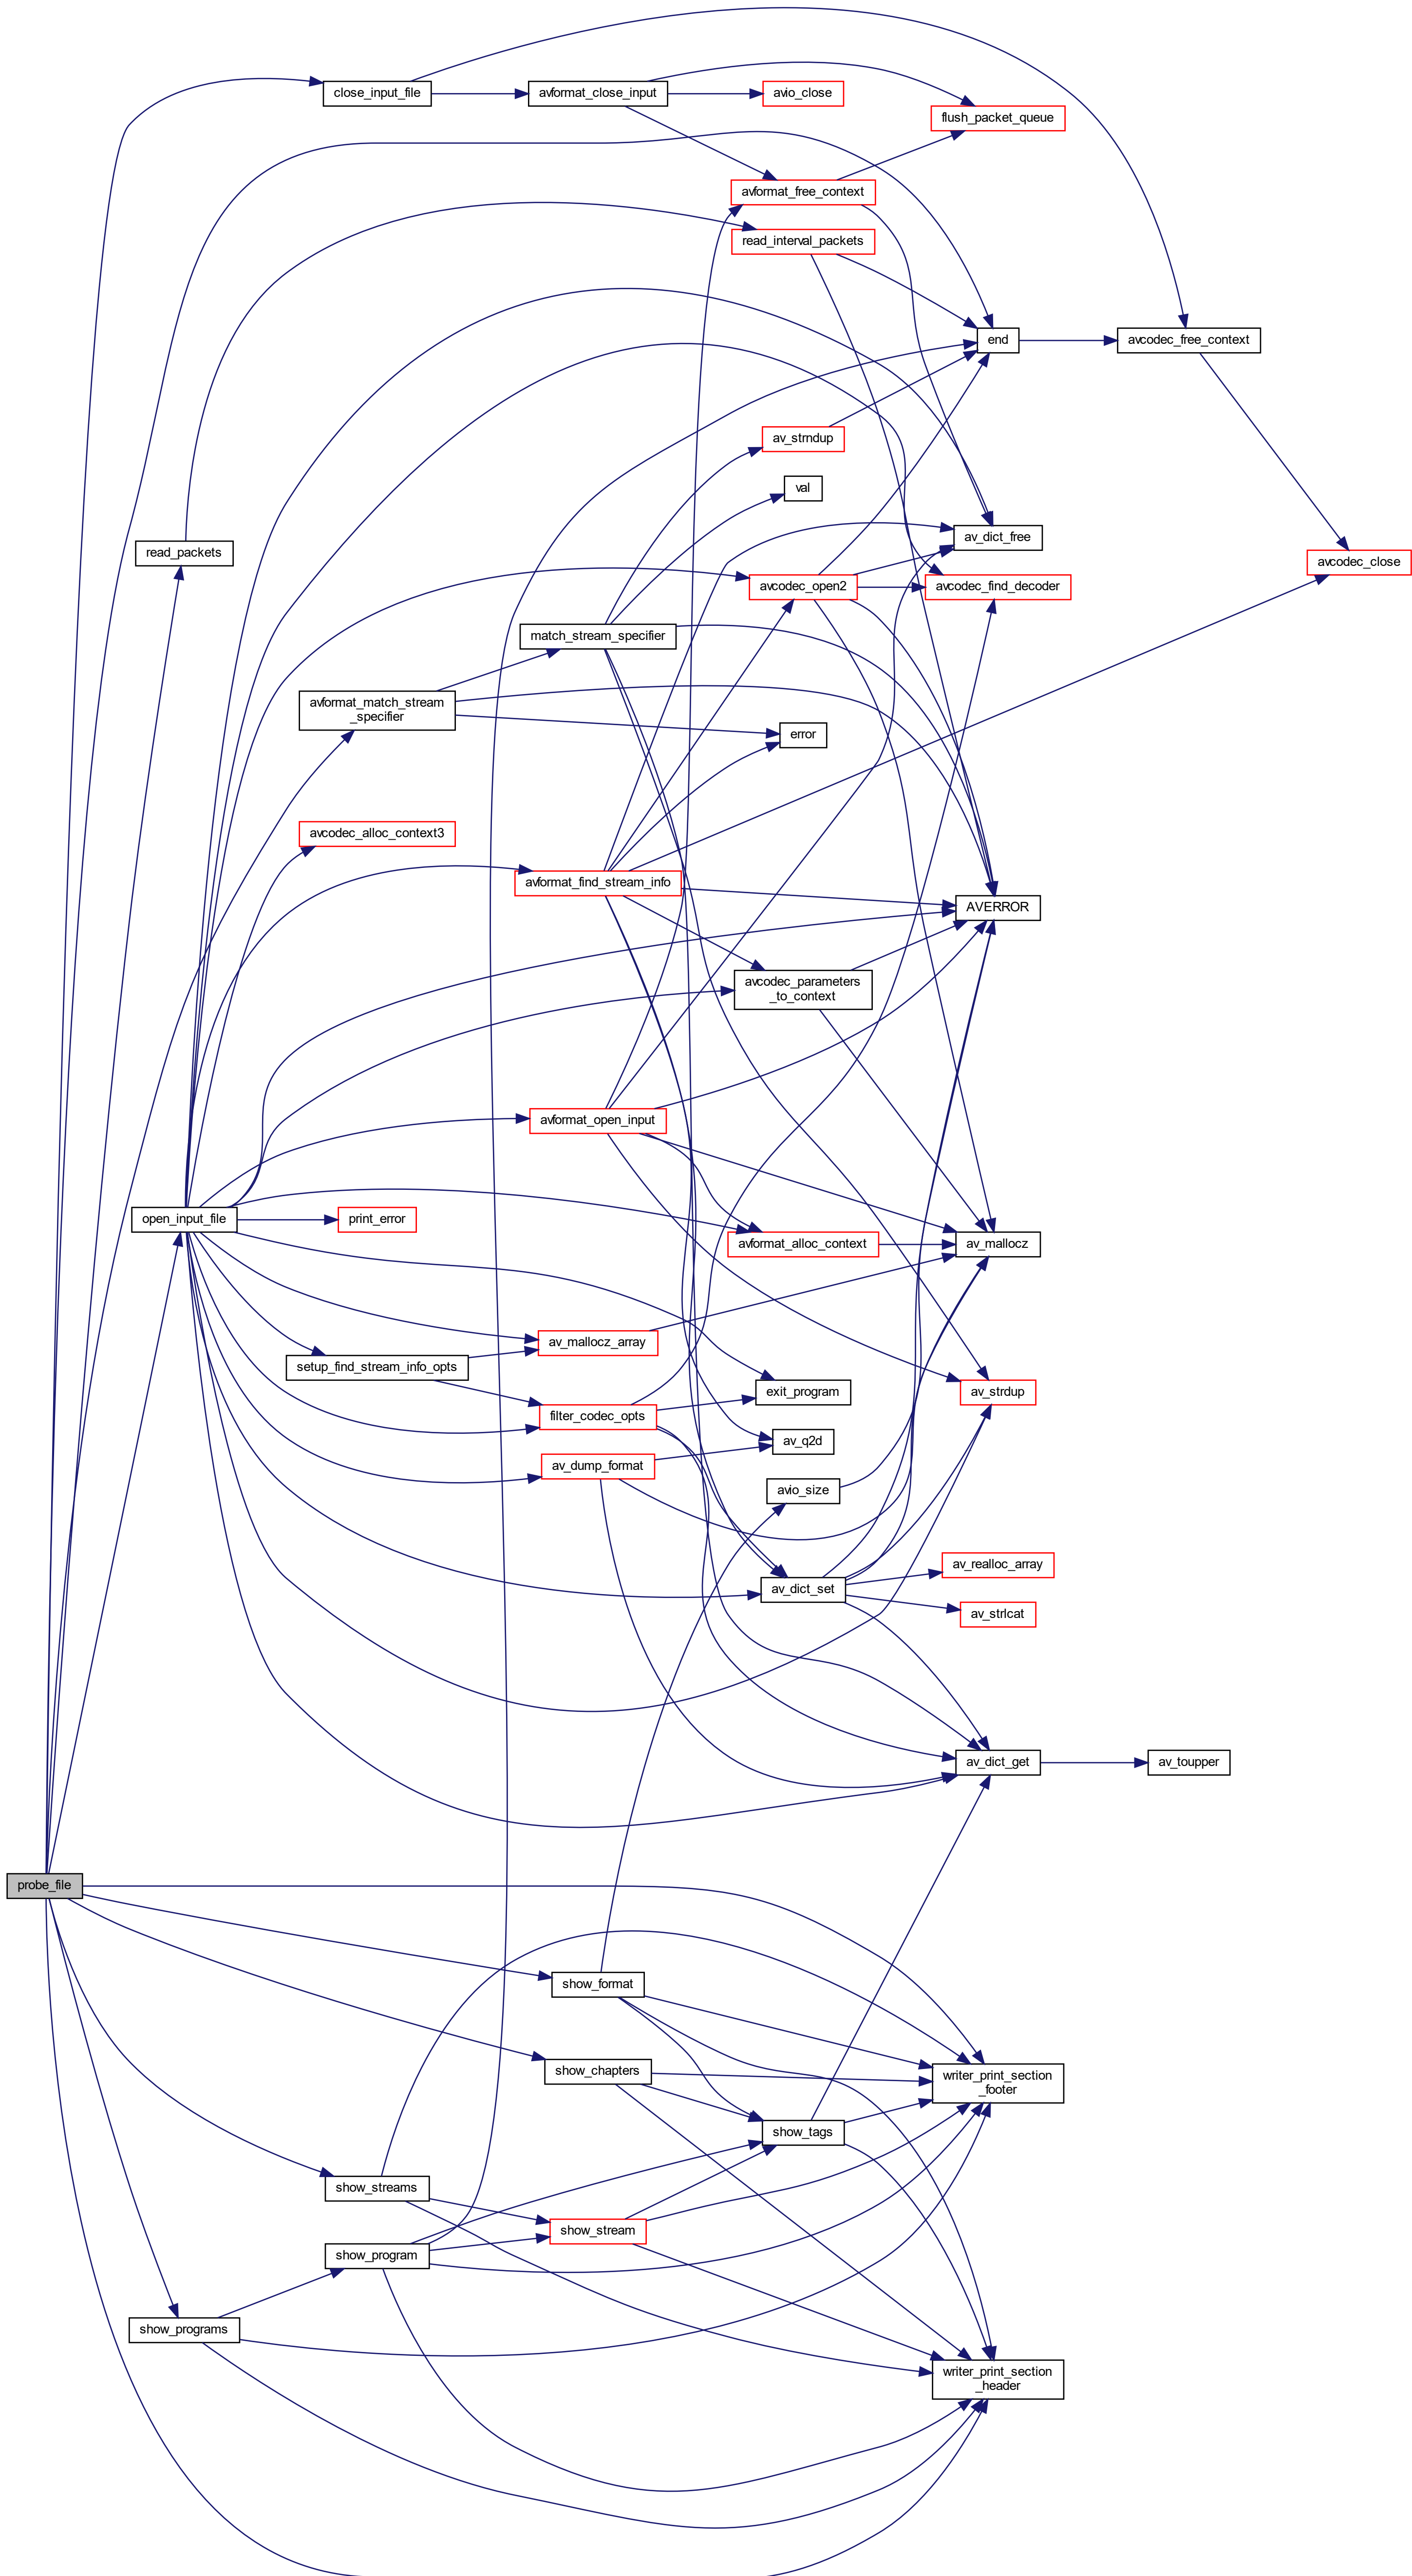 close_input_file
avformat_close_input
avio_close
flush_packet_queue
avformat_free_context
read_interval_packets
end
avcodec_free_context
av_strndup
val
read_packets
av_dict_free
avcodec_close
avcodec_open2
avcodec_find_decoder
match_stream_specifier
avformat_match_stream
_specifier
error
avcodec_alloc_context3
avformat_find_stream_info
AVERROR
avcodec_parameters
_to_context
avformat_open_input
open_input_file
print_error
avformat_alloc_context
av_mallocz
av_mallocz_array
setup_find_stream_info_opts
exit_program
av_strdup
filter_codec_opts
av_q2d
av_dump_format
avio_size
av_realloc_array
av_dict_set
av_strlcat
av_dict_get
av_toupper
probe_file
show_format
show_chapters
writer_print_section
_footer
show_tags
show_streams
show_stream
show_program
show_programs
writer_print_section
_header